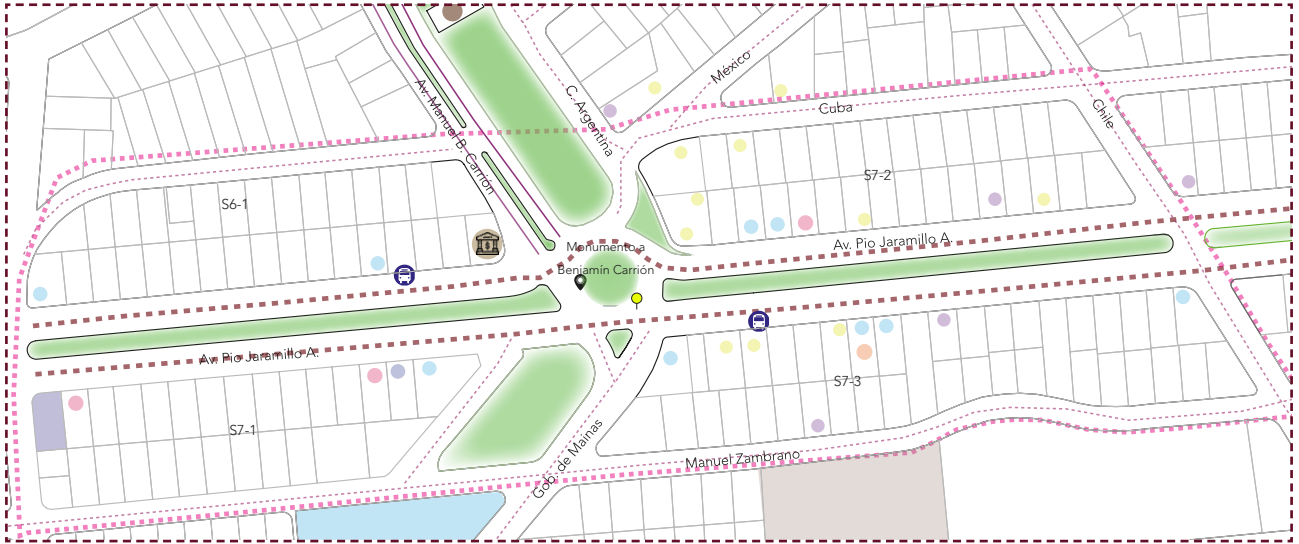 México
Av. Manuel B. Carrión
C. Argentina
Cuba
Chile
S7-2
S6-1
Av. Pio Jaramillo A.
Monumento a
Benjamín Carrión
Av. Pio Jaramillo A.
S7-3
S7-1
Gob. de Mainas
Manuel Zambrano